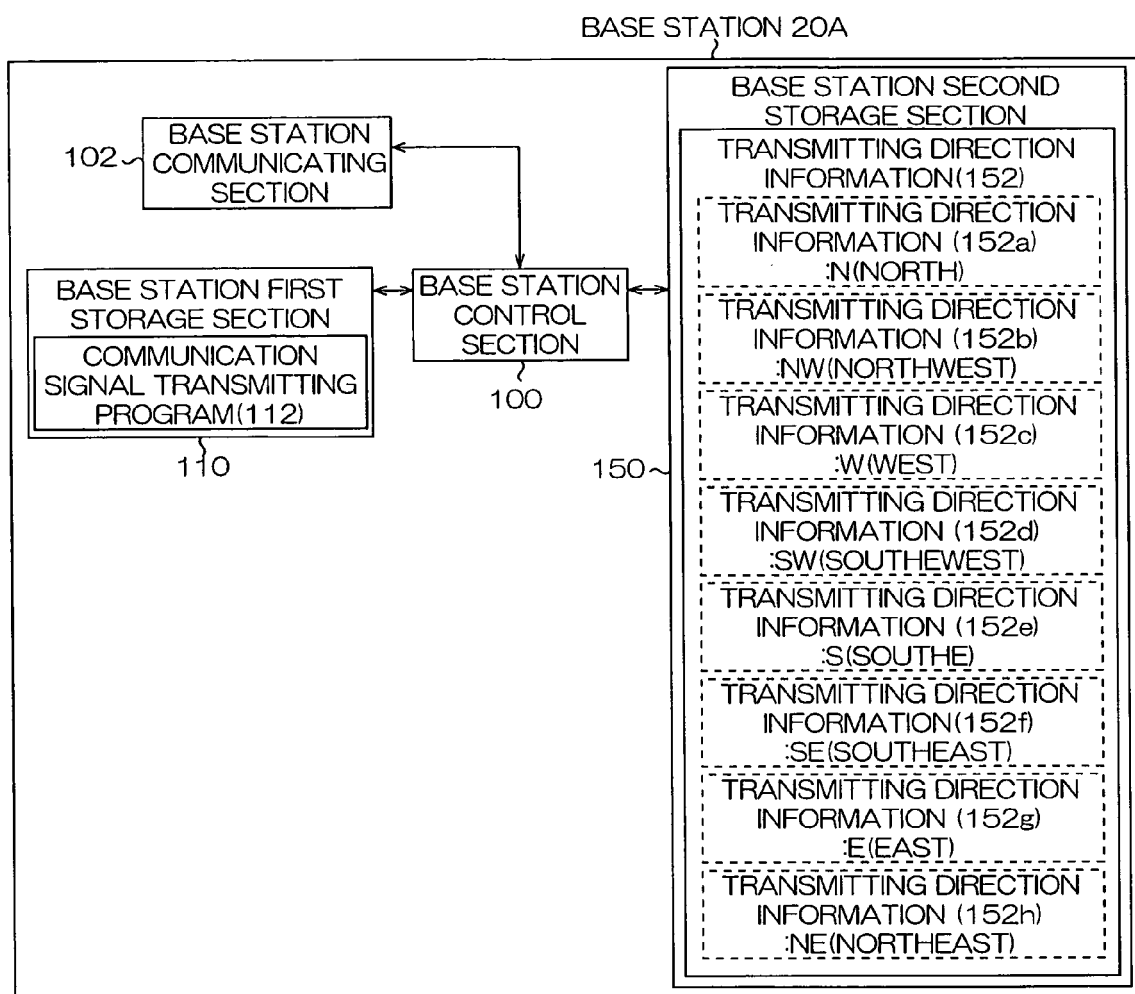 BASE STATION 20A
102
BASE STATION
COMMUNICATING
SECTION
BASE STATION FIRST
STORAGE SECTION
COMMUNICATION
SIGNAL TRANSMITTING
PROGRAM(112)
110
BASE STATION
CONTROL
SECTION
100
150
BASE STATION SECOND
STORAGE SECTION
TRANSMITTING DIRECTION
INFORMATION(152)
TRANSMITTING DIRECTION
INFORMATION (152a)
:N(NORTH)
TRANSMITTING DIRECTION
INFORMATION (152b)
:NW(NORTHWEST)
TRANSMITTING DIRECTION
INFORMATION (152c)
:W(WEST)
TRANSMITTING DIRECTION
INFORMATION (152d)
:SW(SOUTHEWEST)
TRANSMITTING DIRECTION
INFORMATION (152e)
:S(SOUTHE)
TRANSMITTING DIRECTION
INFORMATION(152f)
:SE(SOUTHEAST)
TRANSMITTING DIRECTION
INFORMATION (152g)
:E(EAST)
TRANSMITTING DIRECTION
INFORMATION (152h)
:NE(NORTHEAST)